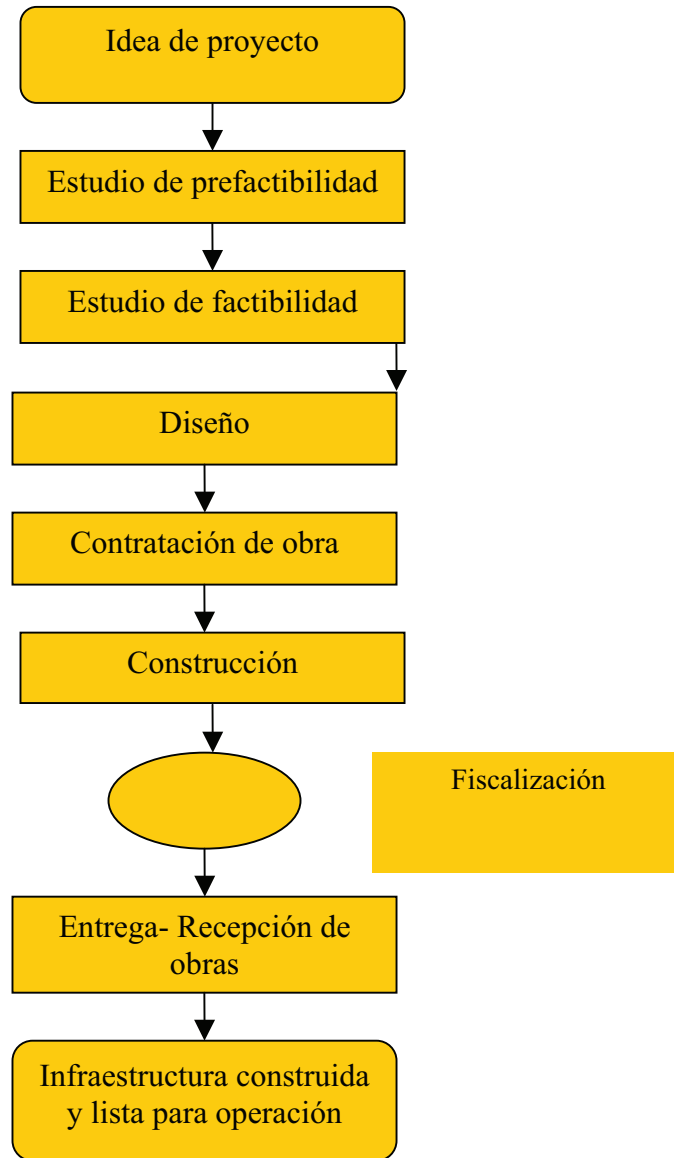 Idea de proyecto
Estudio de prefactibilidad
Estudio de factibilidad
Diseño
Contratación de obra
Construcción
Fiscalización
Entrega- Recepción de
obras
Infraestructura construida
y lista para operación